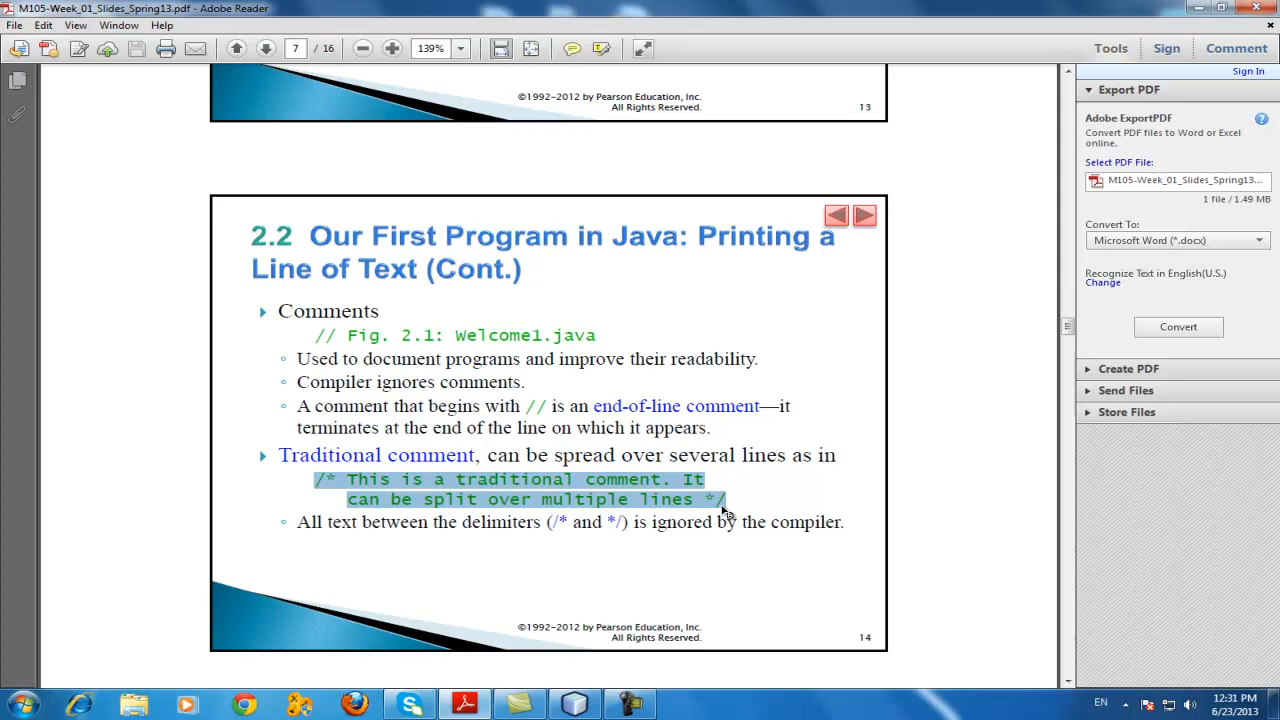 M105-Week_01_Slides_Spring13.pdf - Adobe Reader
File Edit View Window Help
7 / 16 139% Tools Sign Comment
Sign In
Export PDF
Adobe ExportPDF
Convert PDF files to Word or Excel
online.
Select PDF File:
M105-Week_01_Slides_Spring13...
1 file / 1.49 MB
Convert To:
Microsoft Word (*.docx)
Recognize Text in English(U.S.)
Change
Convert
Create PDF
Send Files
Store Files
©1992-2012 by Pearson Education, Inc.
All Rights Reserved.
13
2.2 Our First Program in Java: Printing a
Line of Text (Cont.)
Comments
// Fig. 2.1: Welcome1.java
Used to document programs and improve their readability.
Compiler ignores comments.
A comment that begins with // is an end-of-line comment—it
terminates at the end of the line on which it appears.
Traditional comment, can be spread over several lines as in
/* This is a traditional comment. It
can be split over multiple lines */
All text between the delimiters (/* and */) is ignored by the compiler.
©1992-2012 by Pearson Education, Inc.
All Rights Reserved.
14
EN
12:31 PM
6/23/2013